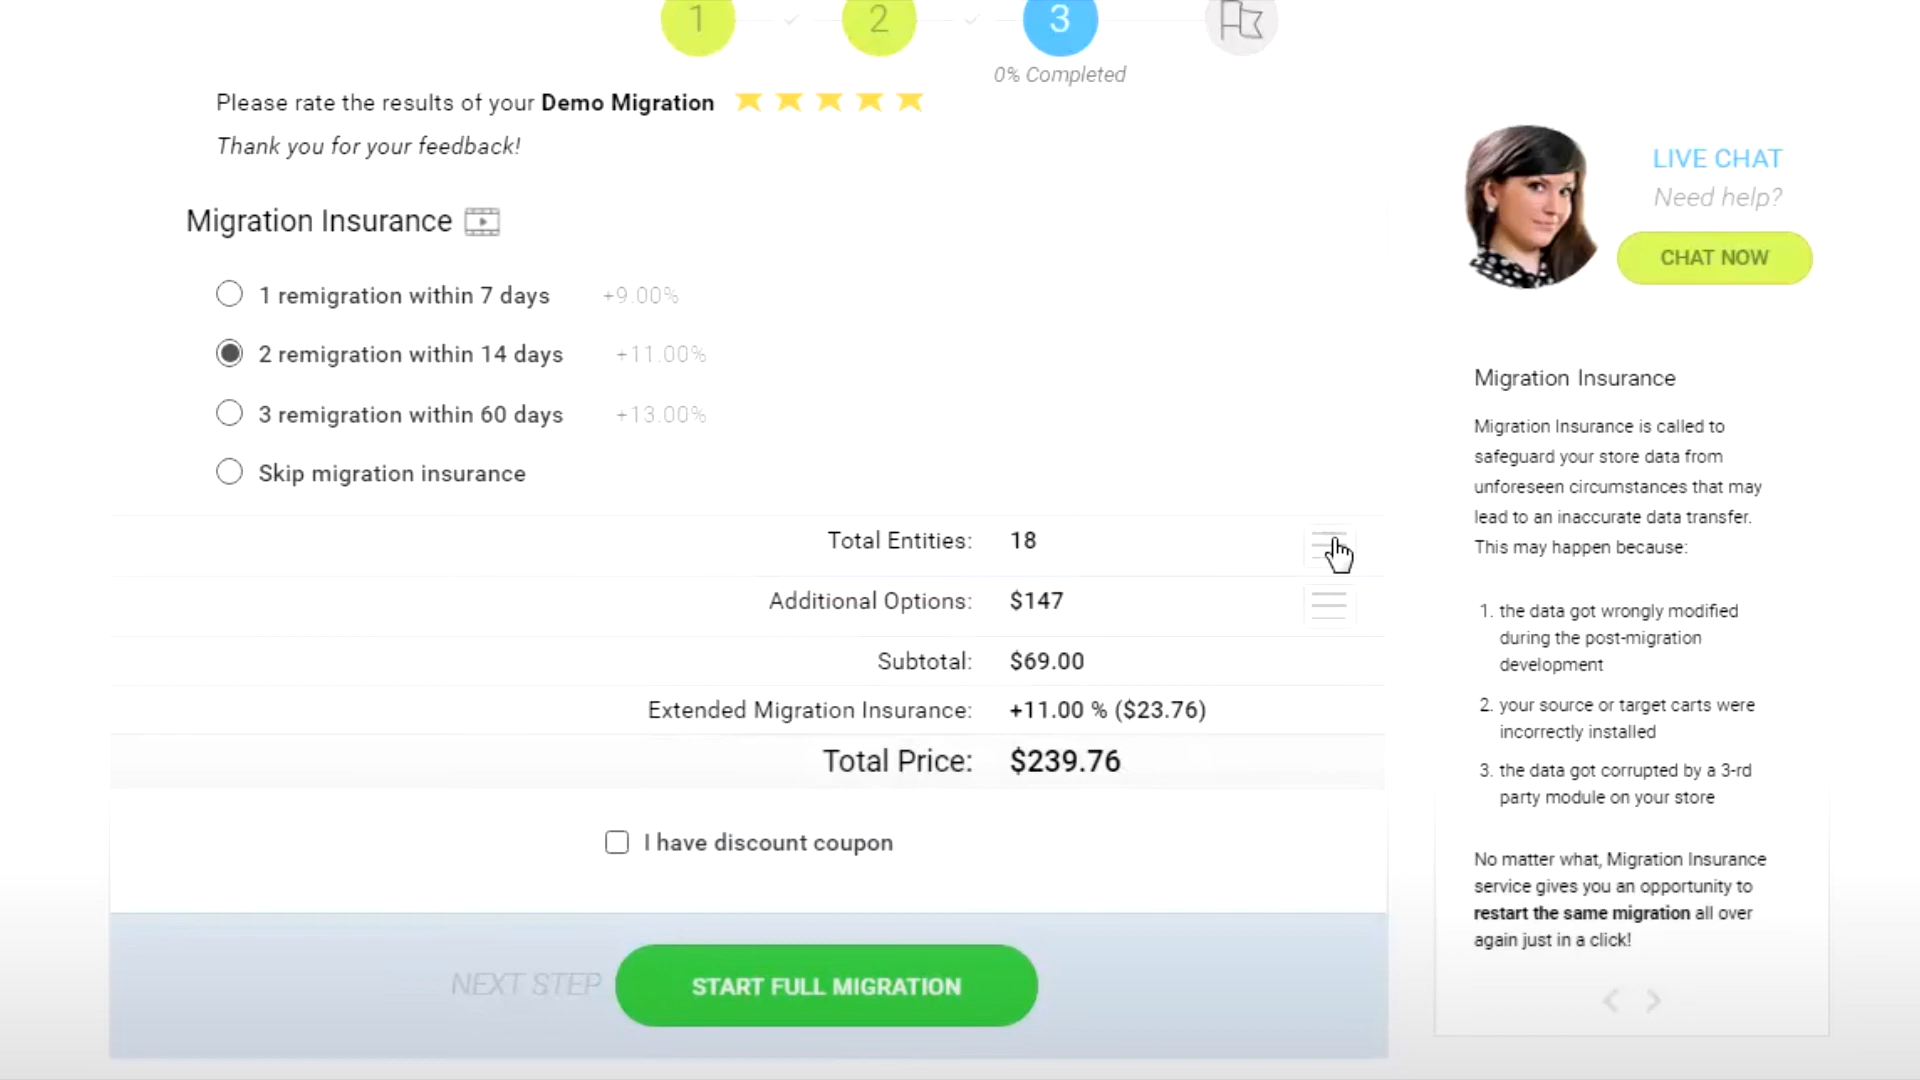 1
2
3
0% Completed
Please rate the results of your Demo Migration
Thank you for your feedback!
Migration Insurance
1 remigration within 7 days +9.00%
2 remigration within 14 days +11.00%
3 remigration within 60 days +13.00%
Skip migration insurance
Total Entities: 18
Additional Options: $147
Subtotal: $69.00
Extended Migration Insurance: +11.00 % ($23.76)
Total Price: $239.76
I have discount coupon
NEXT STEP START FULL MIGRATION
LIVE CHAT
Need help?
CHAT NOW
Migration Insurance
Migration Insurance is called to
safeguard your store data from
unforeseen circumstances that may
lead to an inaccurate data transfer.
This may happen because:
1. the data got wrongly modified
during the post-migration
development
2. your source or target carts were
incorrectly installed
3. the data got corrupted by a 3-rd
party module on your store
No matter what, Migration Insurance
service gives you an opportunity to
restart the same migration all over
again just in a click!